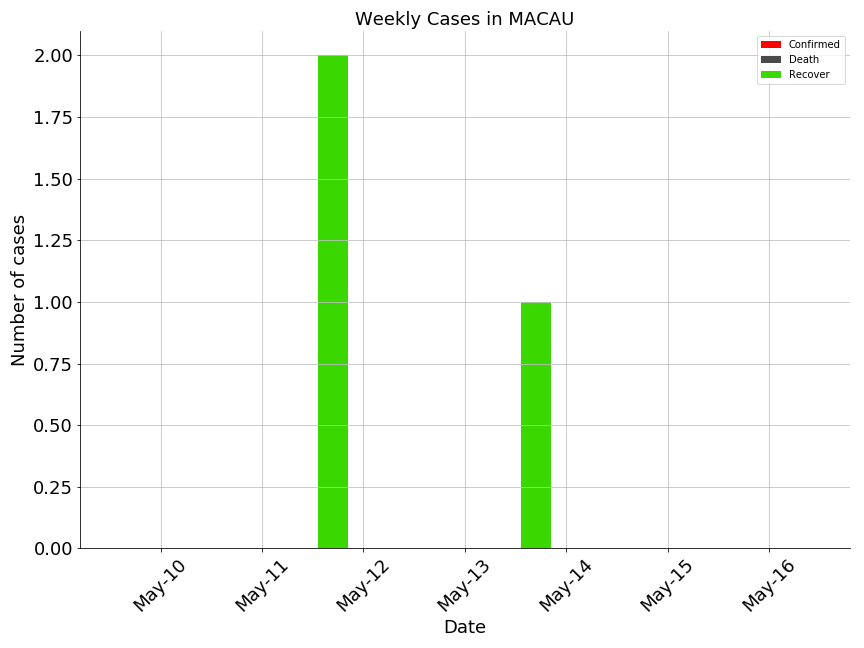 Weekly Cases in MACAU
Confirmed
Death
Recover
Number of cases
2.00
1.75
1.50
1.25
1.00
0.75
0.50
0.25
0.00
May-10
May-11
May-12
May-13
May-14
May-15
May-16
Date